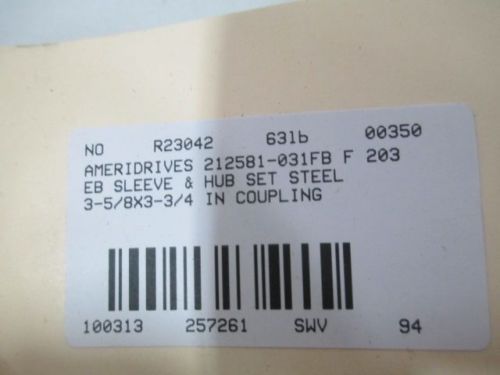 NO R23042 63lb 00350
AMERIDRIVES 212581-031FB F 203
EB SLEEVE & HUB SET STEEL
3-5/8X3-3/4 IN COUPLING
100313 257261 SWV 94